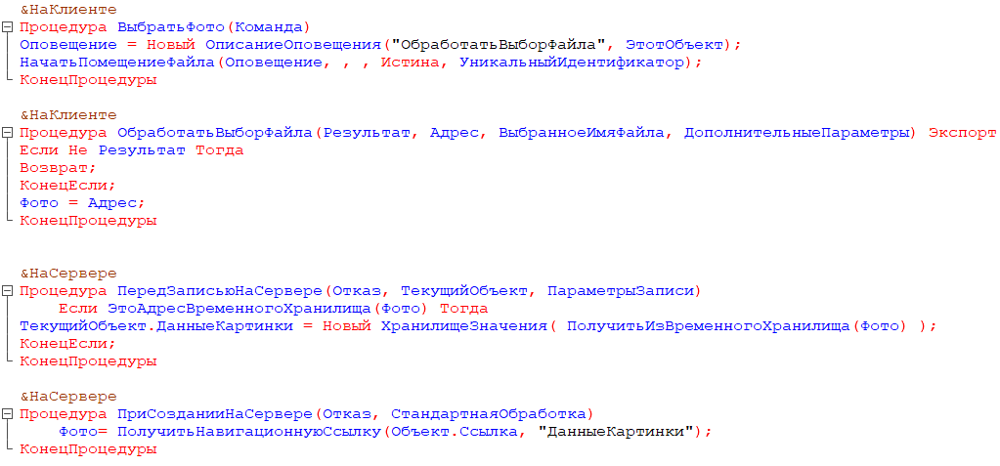 &НаКлиенте
Процедура ВыбратьФото(Команда)
Оповещение = Новый ОписаниеОповещения("ОбработатьВыборФайла", ЭтотОбъект);
НачатьПомещениеФайла(Оповещение, , , Истина, УникальныйИдентификатор);
КонецПроцедуры
&НаКлиенте
Процедура ОбработатьВыборФайла(Результат, Адрес, ВыбранноеИмяФайла, ДополнительныеПараметры) Экспорт
Если Не Результат Тогда
Возврат;
КонецЕсли;
Фото = Адрес;
КонецПроцедуры
&НаСервере
Процедура ПередЗаписьюНаСервере(Отказ, ТекущийОбъект, ПараметрыЗаписи)
Если ЭтоАдресВременногоХранилища(Фото) Тогда
ТекущийОбъект.ДанныеКартинки = Новый ХранилищеЗначения( ПолучитьИзВременногоХранилища(Фото) );
КонецЕсли;
КонецПроцедуры
&НаСервере
Процедура ПриСозданииНаСервере(Отказ, СтандартнаяОбработка)
Фото= ПолучитьНавигационнуюСсылку(Объект.Ссылка, "ДанныеКартинки");
КонецПроцедуры